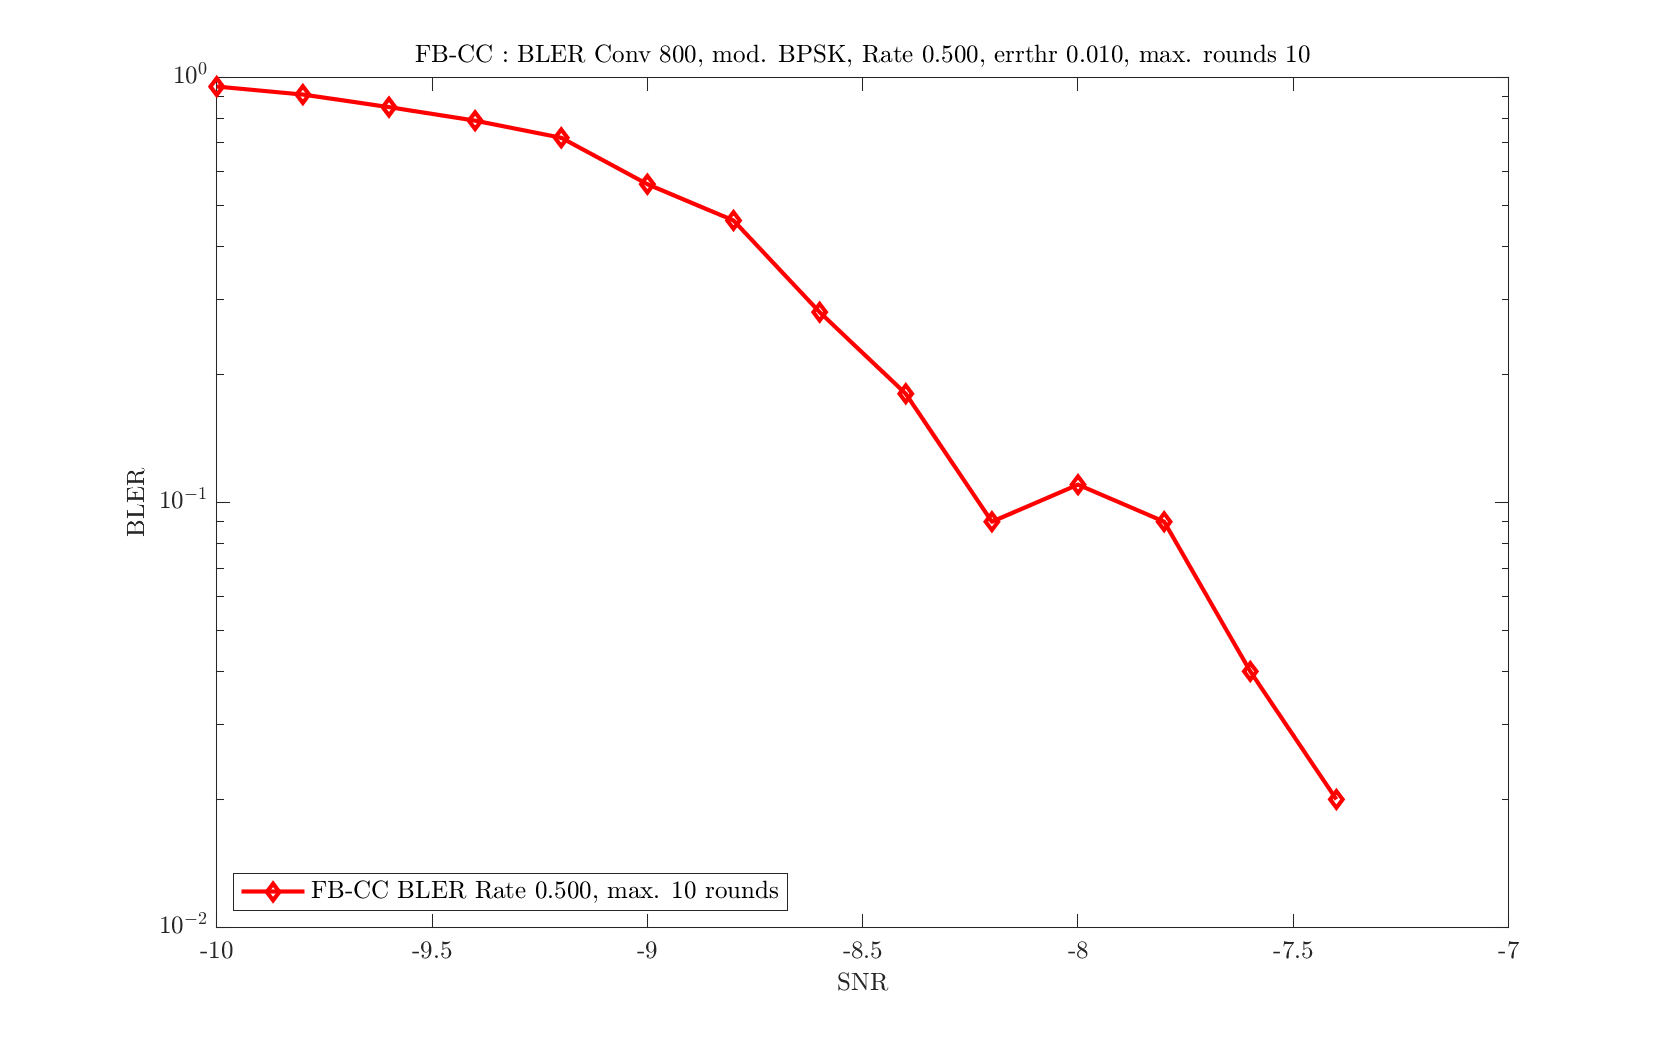 FB-CC : BLER Conv 800, mod. BPSK, Rate 0.500, errthr 0.010, max. rounds 10
10⁰
10⁻¹
10⁻²
BLER
FB-CC BLER Rate 0.500, max. 10 rounds
-10 -9.5 -9 -8.5 -8 -7.5 -7
SNR